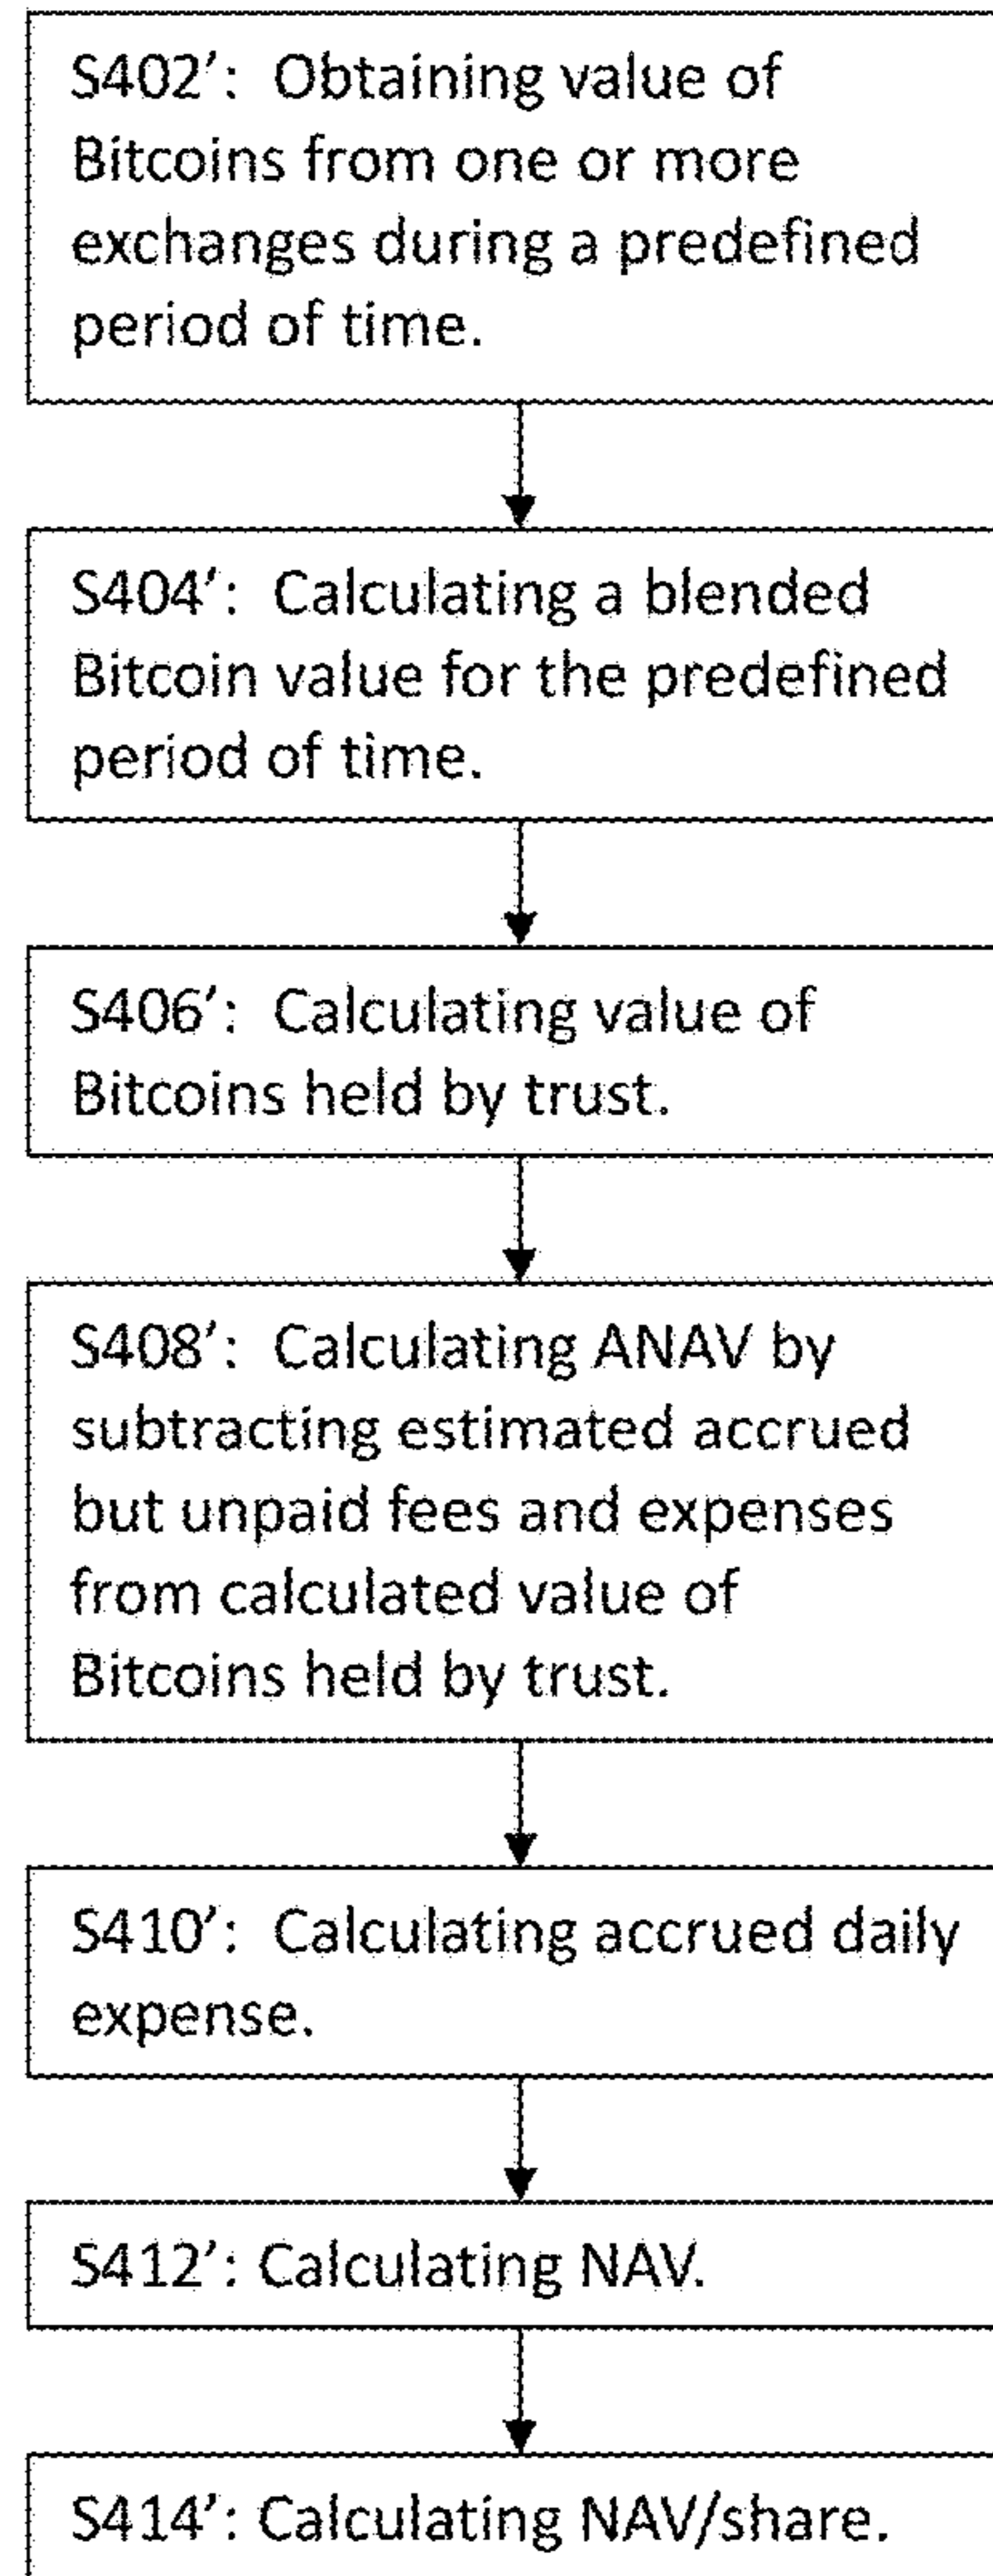 S402′:  Obtaining value of
Bitcoins from one or more
exchanges during a predefined
period of time.
S404′:  Calculating a blended
Bitcoin value for the predefined
period of time.
S406′:  Calculating value of
Bitcoins held by trust.
S408′:  Calculating ANAV by
subtracting estimated accrued
but unpaid fees and expenses
from calculated value of
Bitcoins held by trust.
S410′:  Calculating accrued daily
expense.
S412′: Calculating NAV.
S414′: Calculating NAV/share.